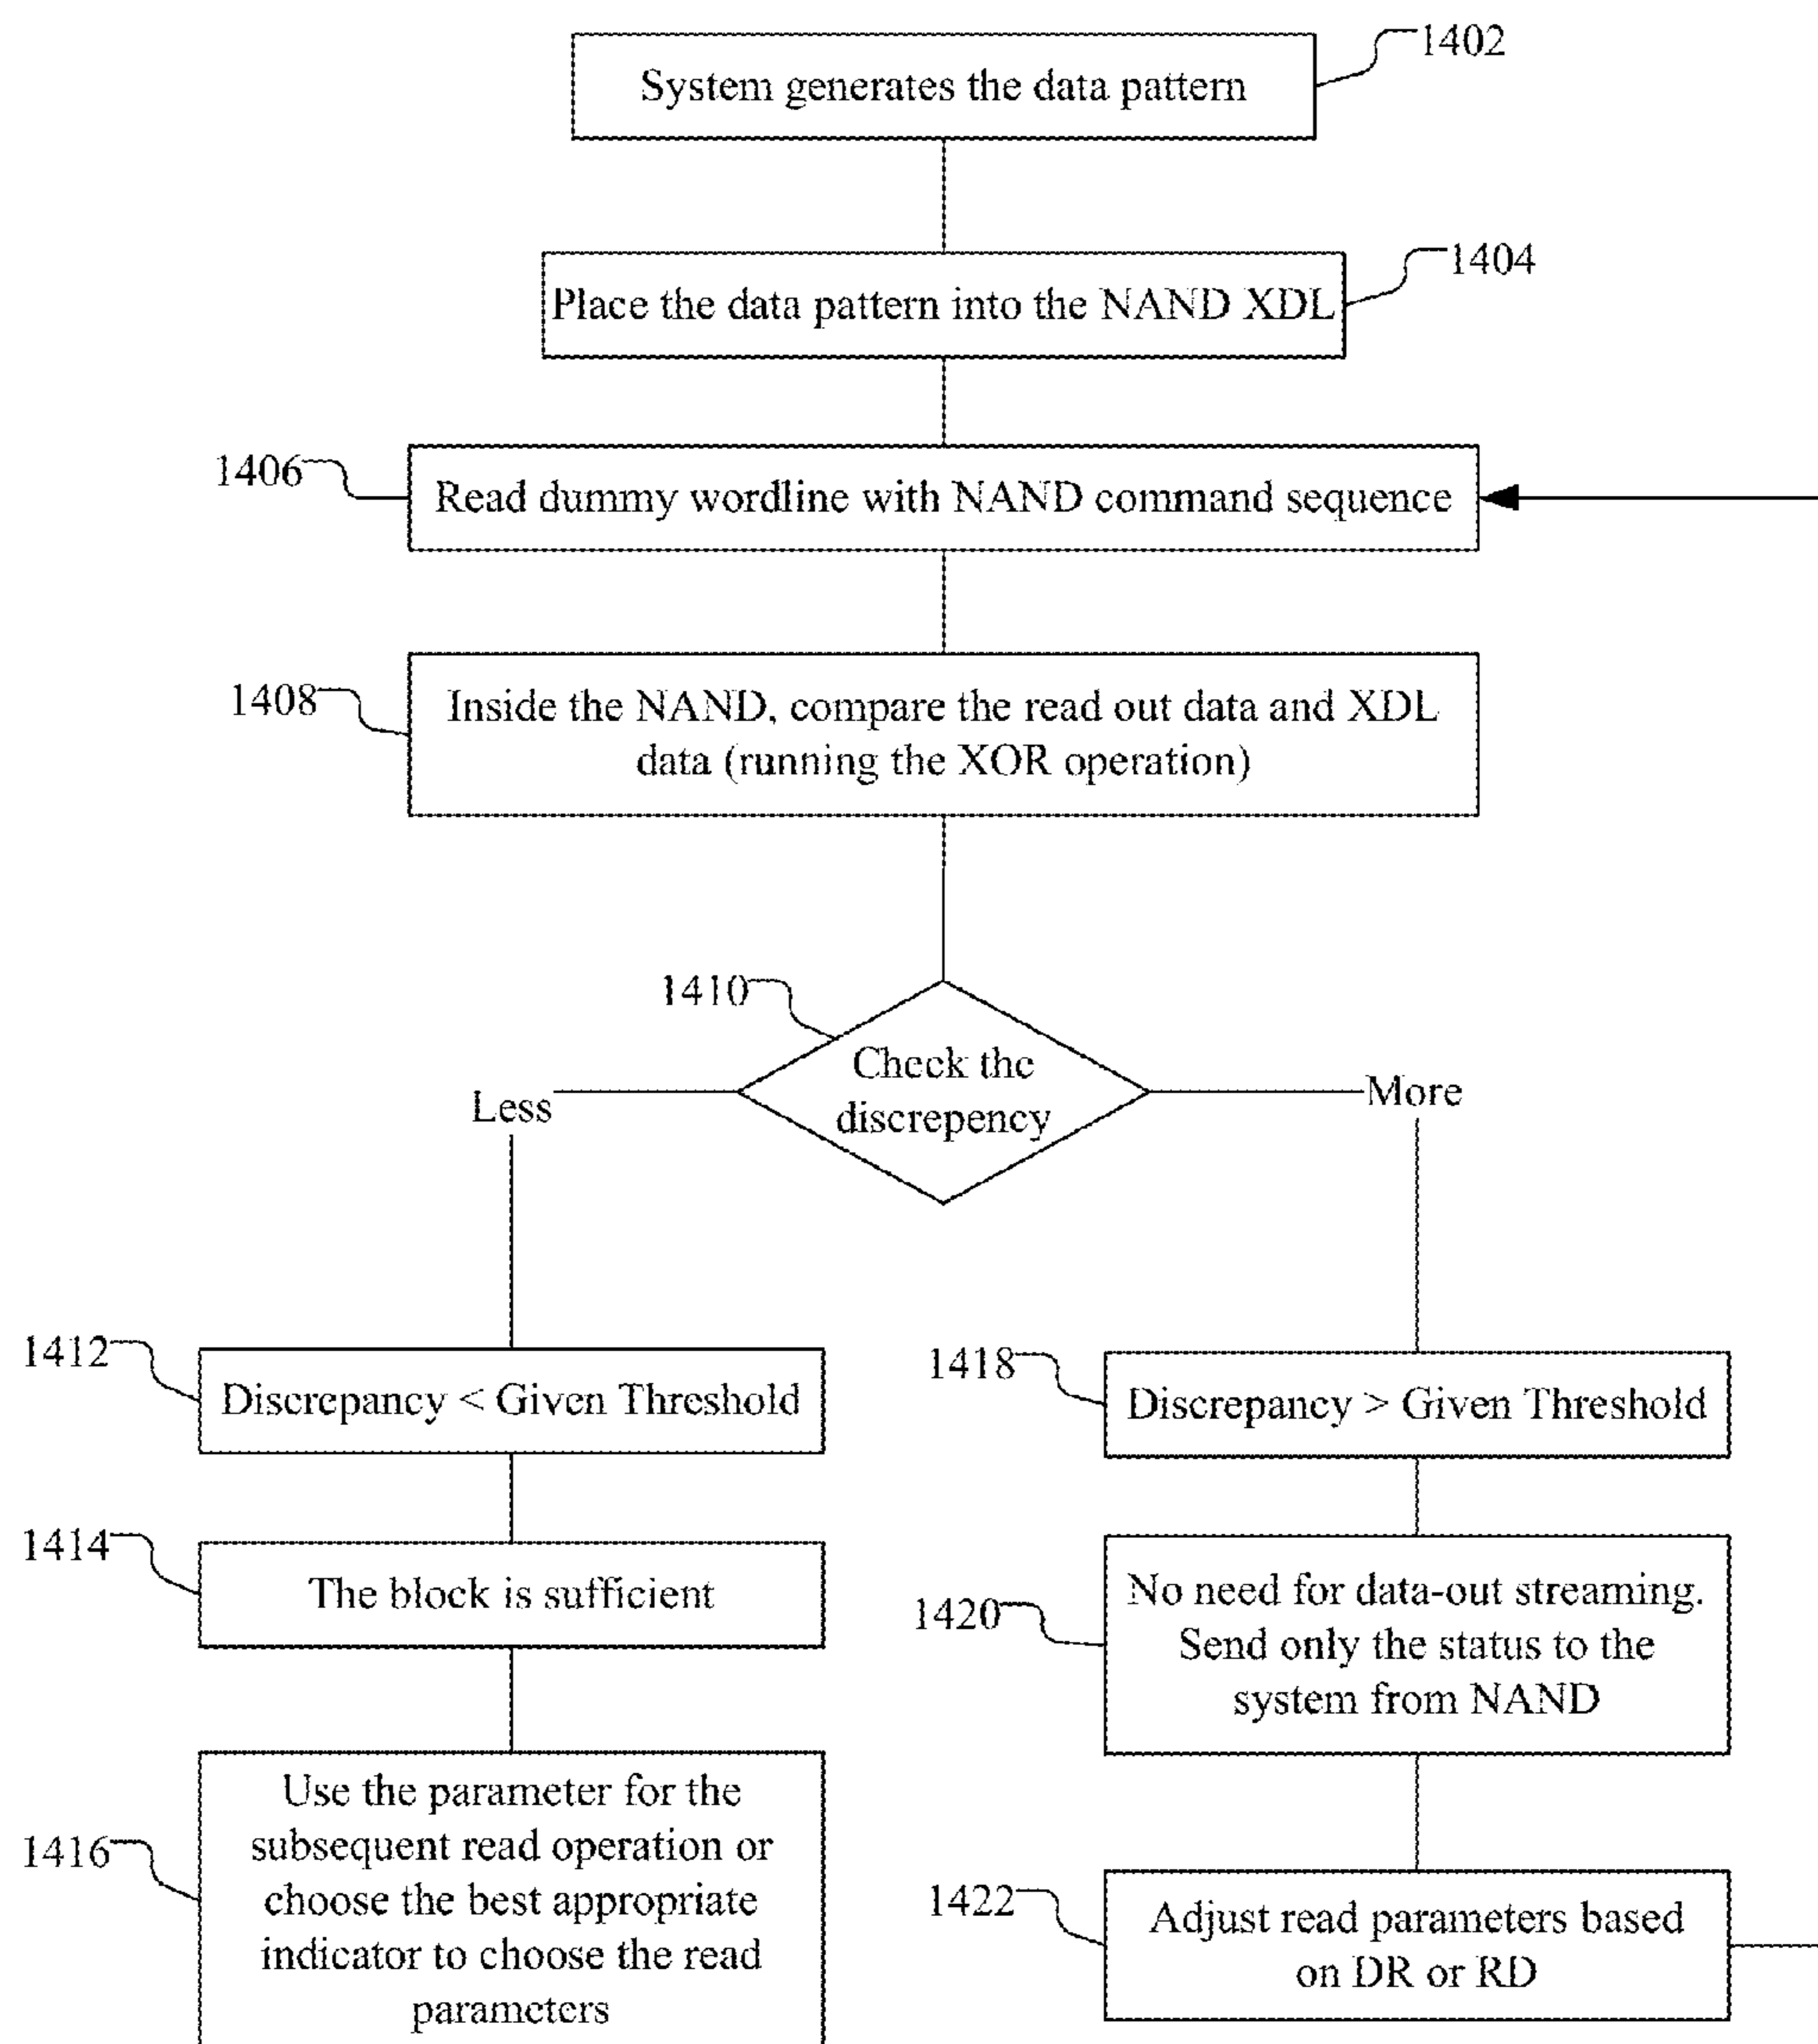 1402
System generates the data pattern
1404
Place the data pattern into the NAND XDL
1406
Read dummy wordline with NAND command sequence
1408
Inside the NAND, compare the read out data and XDL
data (running the XOR operation)
1410
Check the
discrepency
Less
More
1412
Discrepancy < Given Threshold
1418
Discrepancy > Given Threshold
1414
The block is sufficient
1420
No need for data-out streaming.
Send only the status to the
system from NAND
1416
Use the parameter for the
subsequent read operation or
choose the best appropriate
indicator to choose the read
parameters
1422
Adjust read parameters based
on DR or RD